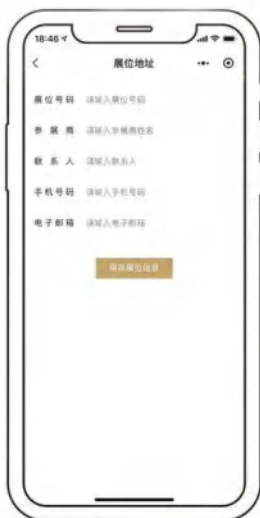 18:46
展位地址
展位号码 请输入展位号码
参展商 请输入参展商姓名
联系人 请输入联系人
手机号码 请输入手机号码
电子邮箱 请输入电子邮箱
保存展位信息